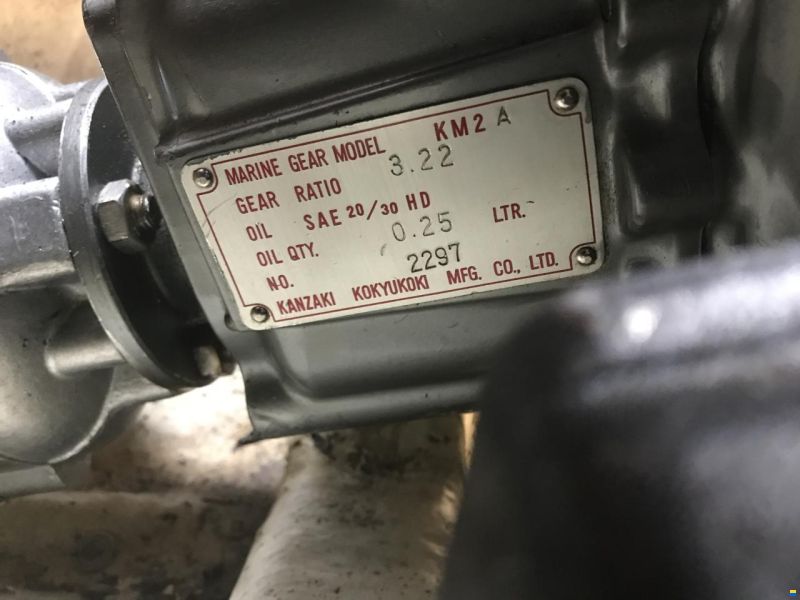 MARINE GEAR MODEL KM2 A
GEAR RATIO 3.22
OIL SAE 20/30 HD
OIL QTY. 0.25 LTR.
NO. 2297
KANZAKI KOKYUKOKI MFG. CO., LTD.